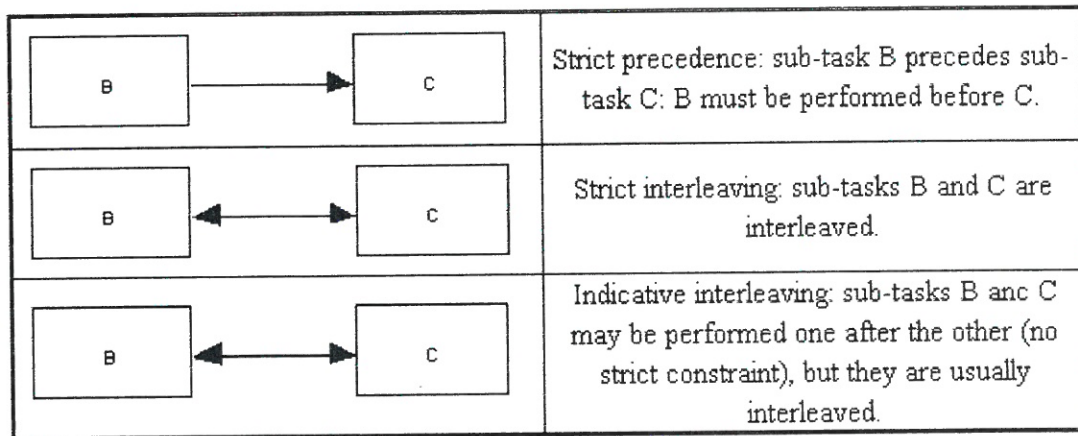 B
C
Strict precedence: sub-task B precedes sub-
task C: B must be performed before C.
B
C
Strict interleaving: sub-tasks B and C are
interleaved.
B
C
Indicative interleaving: sub-tasks B anc C
may be performed one after the other (no
strict constraint), but they are usually
interleaved.